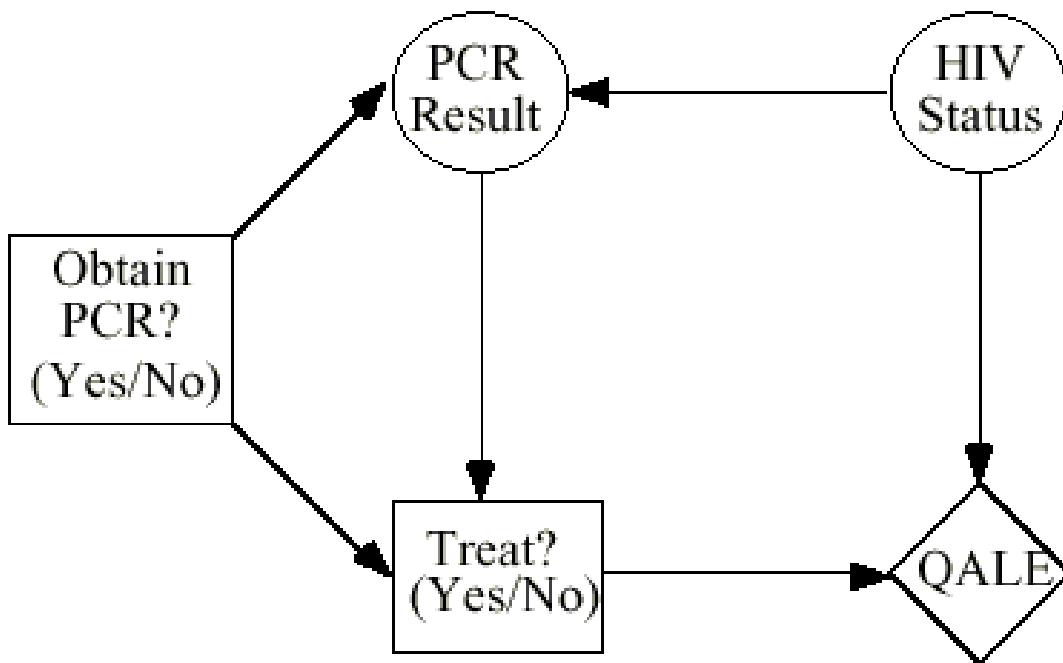 PCR
Result
HIV
Status
Obtain
PCR?
(Yes/No)
Treat?
(Yes/No)
QALE